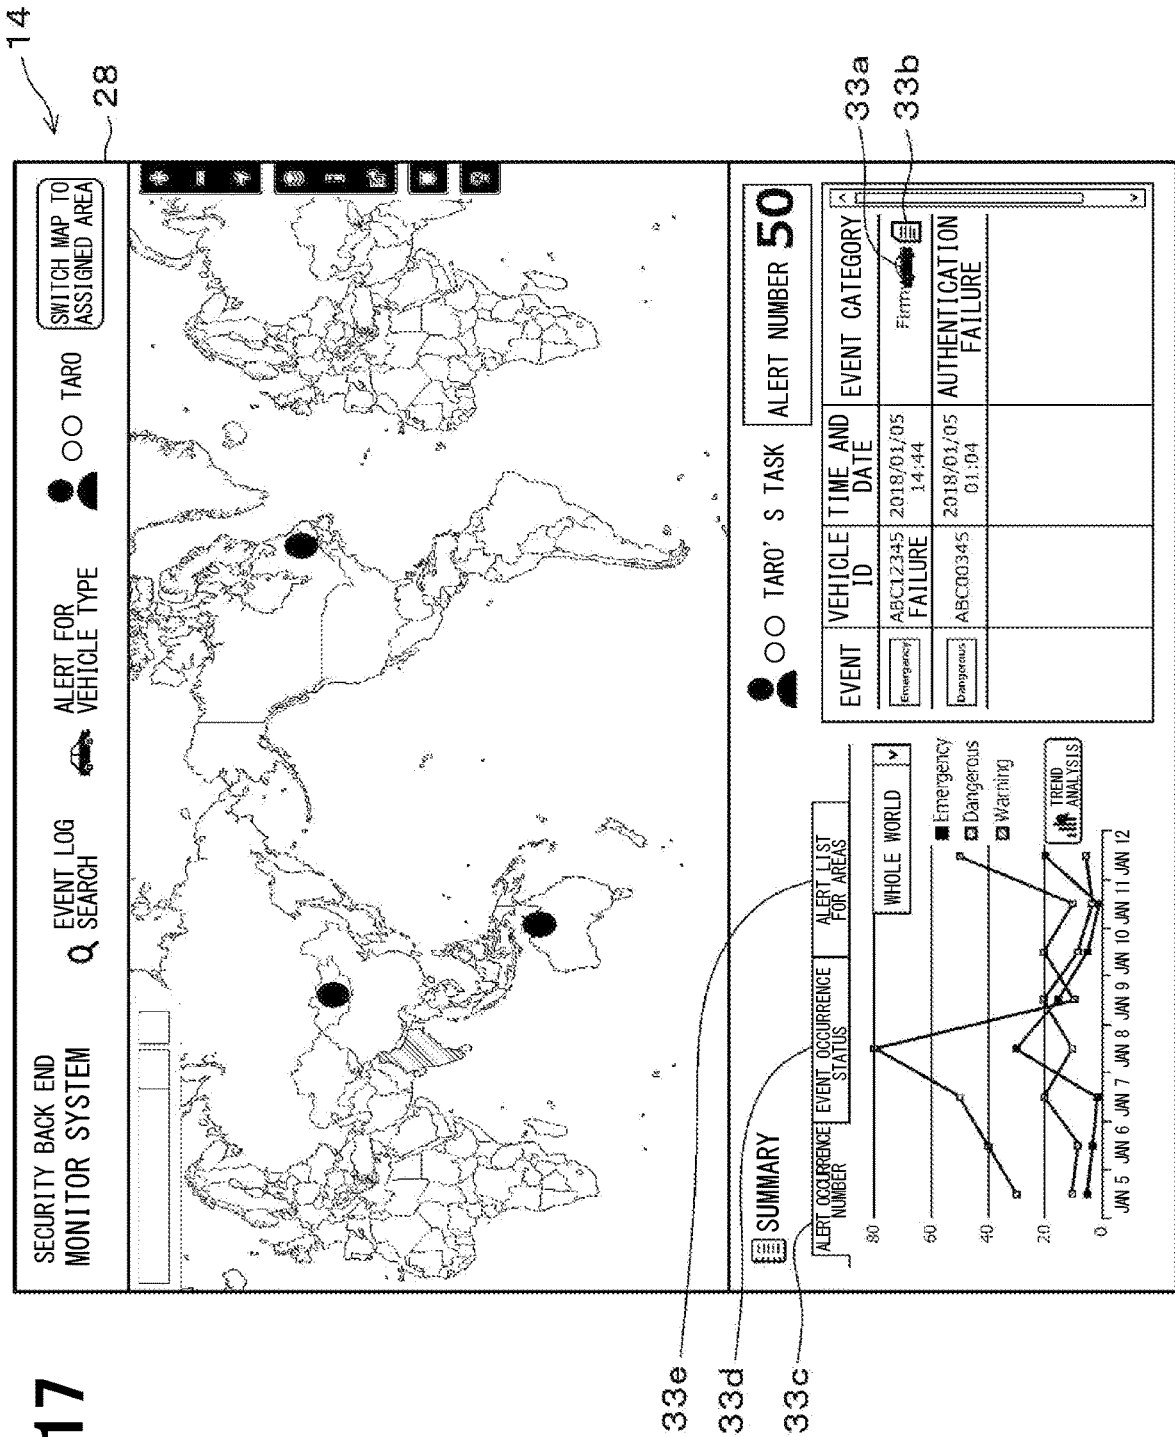 17
14
28
SECURITY BACK END
MONITOR SYSTEM
EVENT LOG
SEARCH
ALERT FOR
VEHICLE TYPE
○○ TARO
SWITCH MAP TO
ASSIGNED AREA
33e
33d
33c
SUMMARY
ALERT OCCURRENCE
NUMBER
EVENT OCCURRENCE
STATUS
ALERT LIST
FOR AREAS
WHOLE WORLD
80
60
40
20
0
Emergency
Dangerous
Warning
TREND
ANALYSIS
JAN 5 JAN 6 JAN 7 JAN 8 JAN 9 JAN 10 JAN 11 JAN 12
○○ TARO'S TASK
ALERT NUMBER 50
EVENT
VEHICLE
ID
TIME AND
DATE
EVENT CATEGORY
Emergency
ABC12345
FAILURE
2018/01/05
14:44
Firm
Dangerous
ABC00345
2018/01/05
01:04
AUTHENTICATION
FAILURE
33a
33b